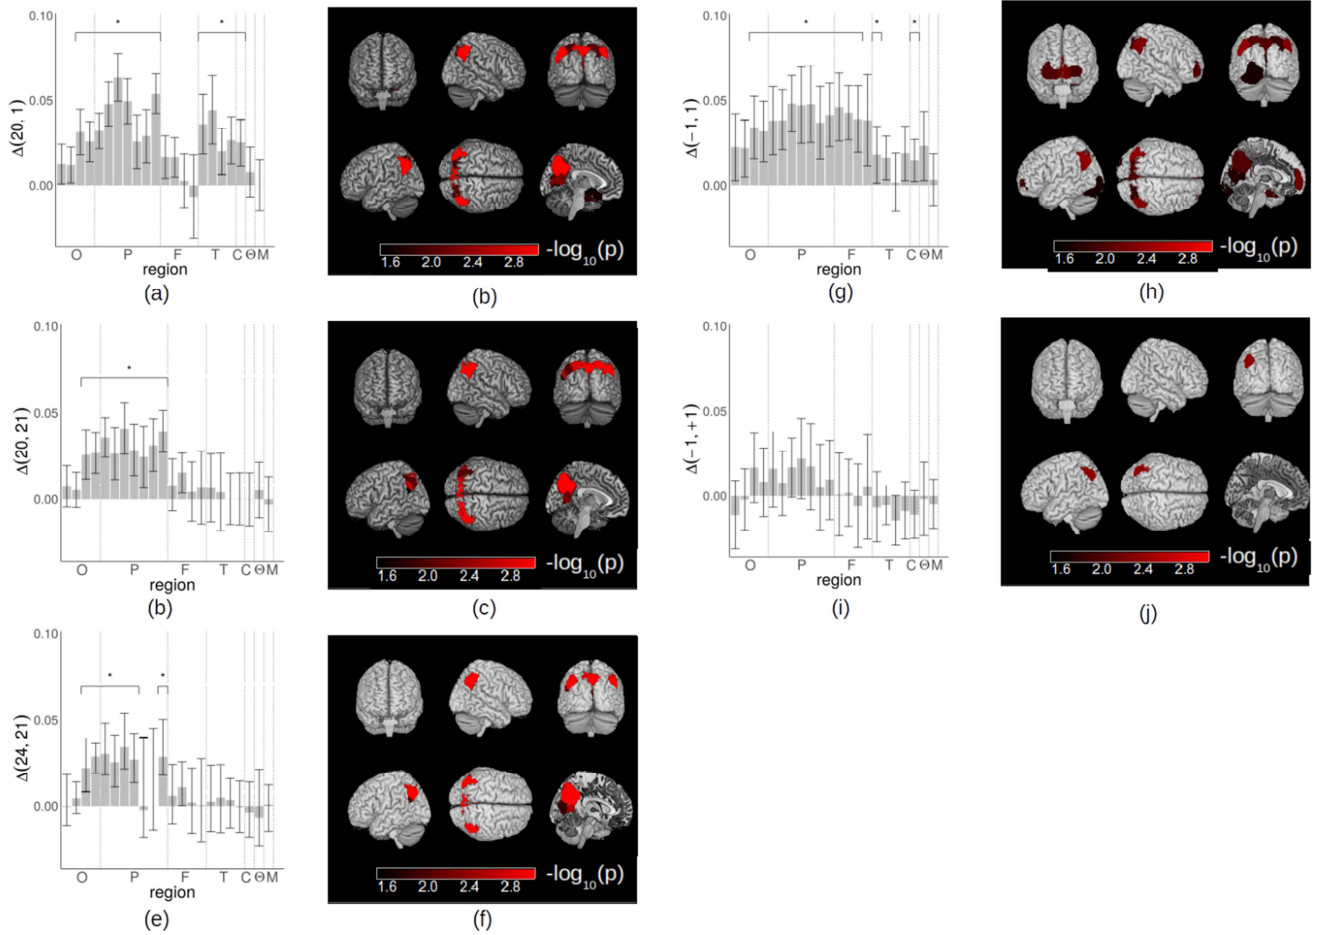 0.10
*
*
0.05
0.00
Δ(20, 1)
O P F T C Θ M
region
(a)
-log10(p)
1.6 2.0 2.4 2.8
(b)
0.10
*
*
*
0.05
0.00
Δ(−1, 1)
O P F T C Θ M
region
(g)
-log10(p)
1.6 2.0 2.4 2.8
(h)
0.10
*
0.05
0.00
Δ(20, 21)
O P F T C Θ M
region
(b)
-log10(p)
1.6 2.0 2.4 2.8
(c)
0.10
0.05
0.00
Δ(−1, +1)
O P F T C Θ M
region
(i)
-log10(p)
1.6 2.0 2.4 2.8
(j)
0.10
*
*
0.05
0.00
Δ(24, 21)
O P F T C Θ M
region
(e)
-log10(p)
1.6 2.0 2.4 2.8
(f)